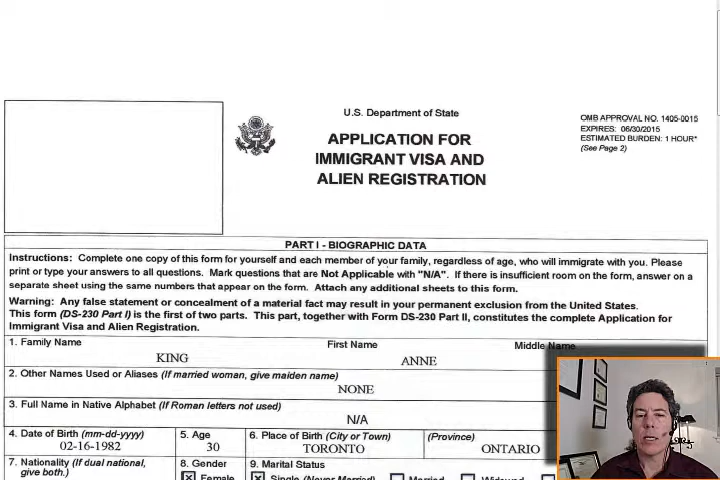 U.S. Department of State
APPLICATION FOR
IMMIGRANT VISA AND
ALIEN REGISTRATION
OMB APPROVAL NO. 1405-0015
EXPIRES: 06/30/2015
ESTIMATED BURDEN: 1 HOUR*
(See Page 2)
PART I - BIOGRAPHIC DATA
Instructions: Complete one copy of this form for yourself and each member of your family, regardless of age, who will immigrate with you. Please
print or type your answers to all questions. Mark questions that are Not Applicable with "N/A". If there is insufficient room on the form, answer on a
separate sheet using the same numbers that appear on the form. Attach any additional sheets to this form.
Warning: Any false statement or concealment of a material fact may result in your permanent exclusion from the United States.
This form (DS-230 Part I) is the first of two parts. This part, together with Form DS-230 Part II, constitutes the complete Application for
Immigrant Visa and Alien Registration.
1. Family Name First Name Middle Name
KING ANNE
2. Other Names Used or Aliases (If married woman, give maiden name)
NONE
3. Full Name in Native Alphabet (If Roman letters not used)
N/A
4. Date of Birth (mm-dd-yyyy) 5. Age 6. Place of Birth (City or Town) (Province)
02-16-1982 30 TORONTO ONTARIO
7. Nationality (If dual national, 8. Gender 9. Marital Status
give both.) Female Single (Never Married) Married Widowed